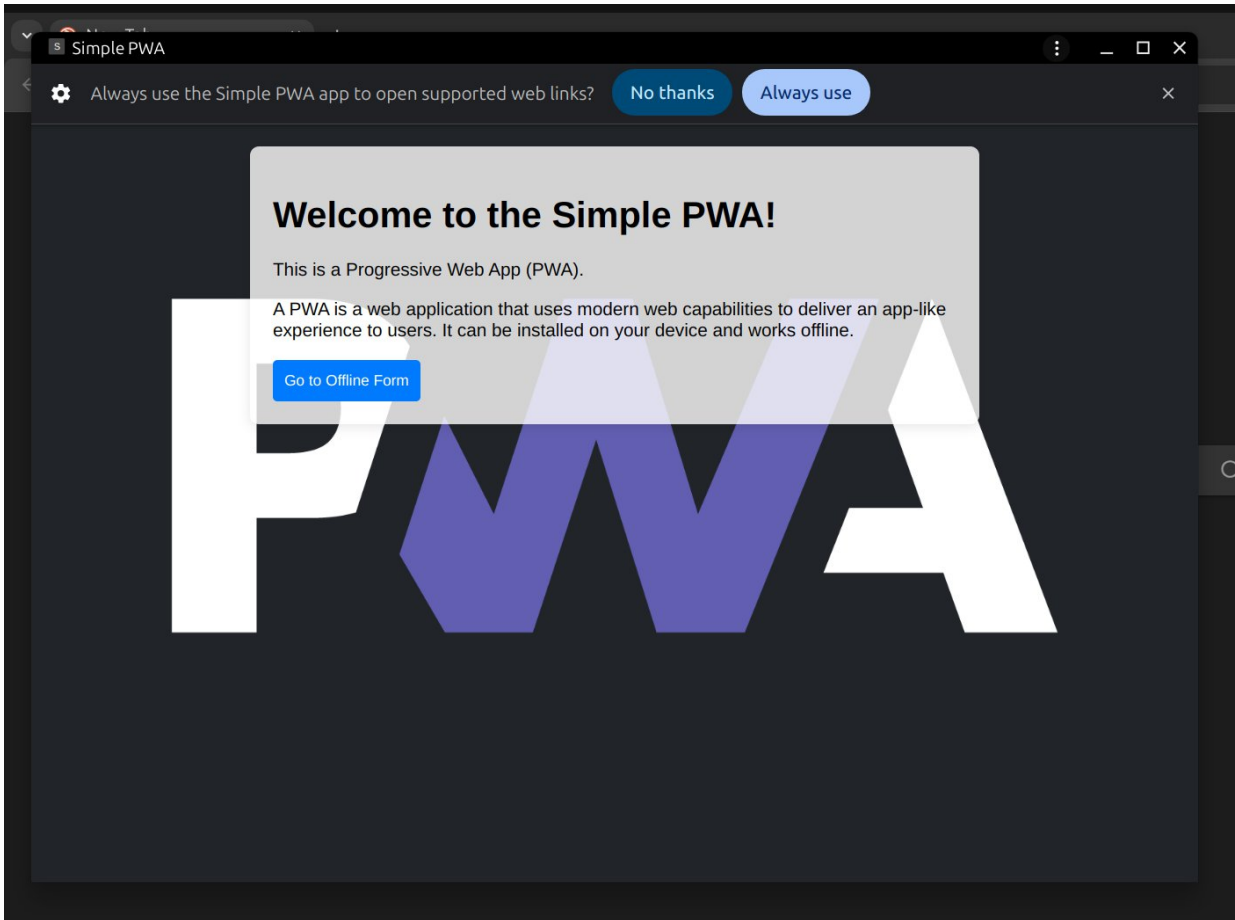 New Tab
S Simple PWA
Always use the Simple PWA app to open supported web links? No thanks Always use
Welcome to the Simple PWA!
This is a Progressive Web App (PWA).
A PWA is a web application that uses modern web capabilities to deliver an app-like
experience to users. It can be installed on your device and works offline.
Go to Offline Form
PWA